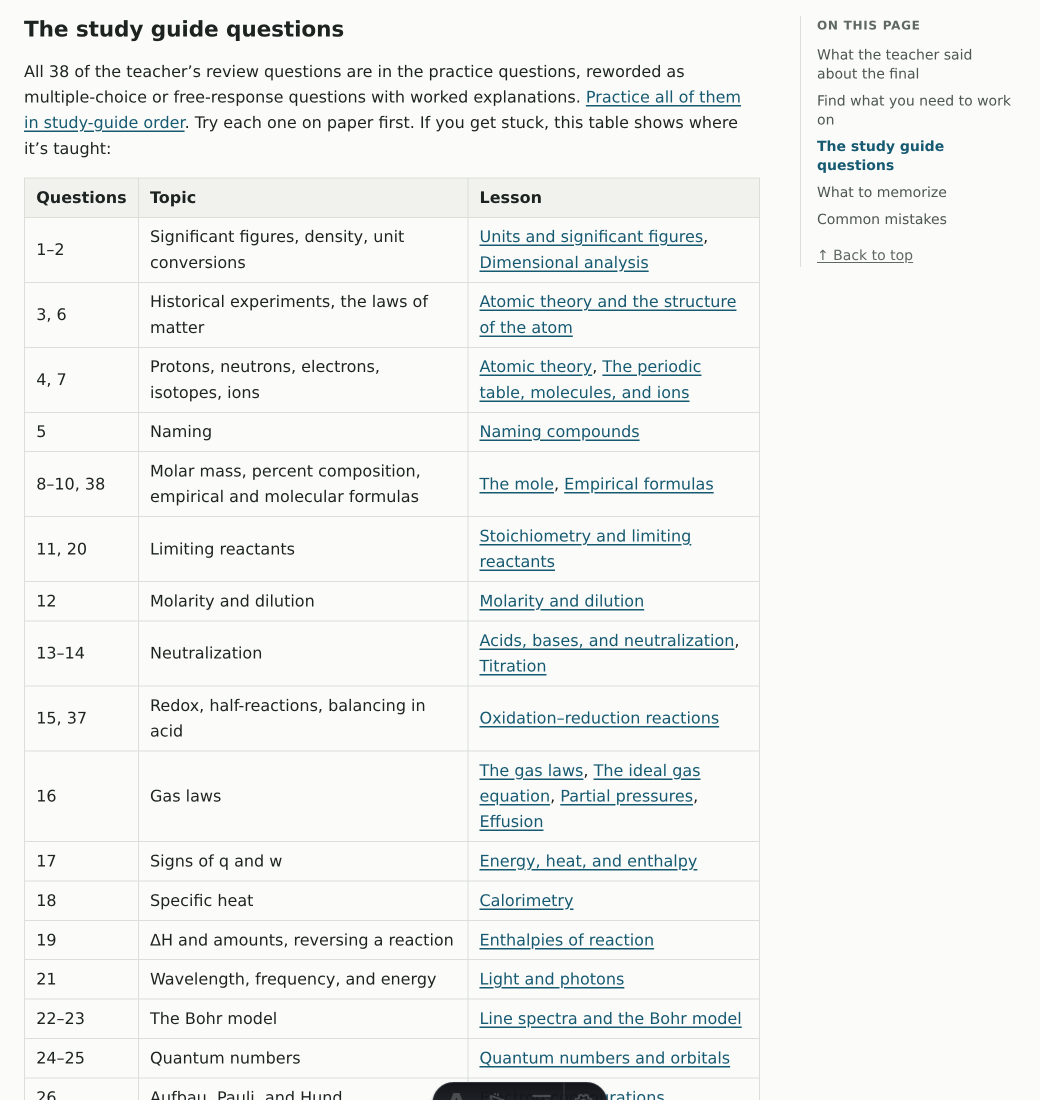 The study guide questions
All 38 of the teacher’s review questions are in the practice questions, reworded as
multiple-choice or free-response questions with worked explanations. Practice all of them
in study-guide order. Try each one on paper first. If you get stuck, this table shows where
it’s taught:
Questions Topic Lesson
1–2
Significant figures, density, unit
conversions
Units and significant figures,
Dimensional analysis
3, 6
Historical experiments, the laws of
matter
Atomic theory and the structure
of the atom
4, 7
Protons, neutrons, electrons,
isotopes, ions
Atomic theory, The periodic
table, molecules, and ions
5 Naming Naming compounds
8–10, 38
Molar mass, percent composition,
empirical and molecular formulas
The mole, Empirical formulas
11, 20
Limiting reactants
Stoichiometry and limiting
reactants
12 Molarity and dilution Molarity and dilution
13–14
Neutralization
Acids, bases, and neutralization,
Titration
15, 37
Redox, half-reactions, balancing in
acid
Oxidation–reduction reactions
16
Gas laws
The gas laws, The ideal gas
equation, Partial pressures,
Effusion
17 Signs of q and w Energy, heat, and enthalpy
18 Specific heat Calorimetry
19 ΔH and amounts, reversing a reaction Enthalpies of reaction
21 Wavelength, frequency, and energy Light and photons
22–23 The Bohr model Line spectra and the Bohr model
24–25 Quantum numbers Quantum numbers and orbitals
26 Aufbau, Pauli, and Hund
ON THIS PAGE
What the teacher said
about the final
Find what you need to work
on
The study guide
questions
What to memorize
Common mistakes
↑ Back to top